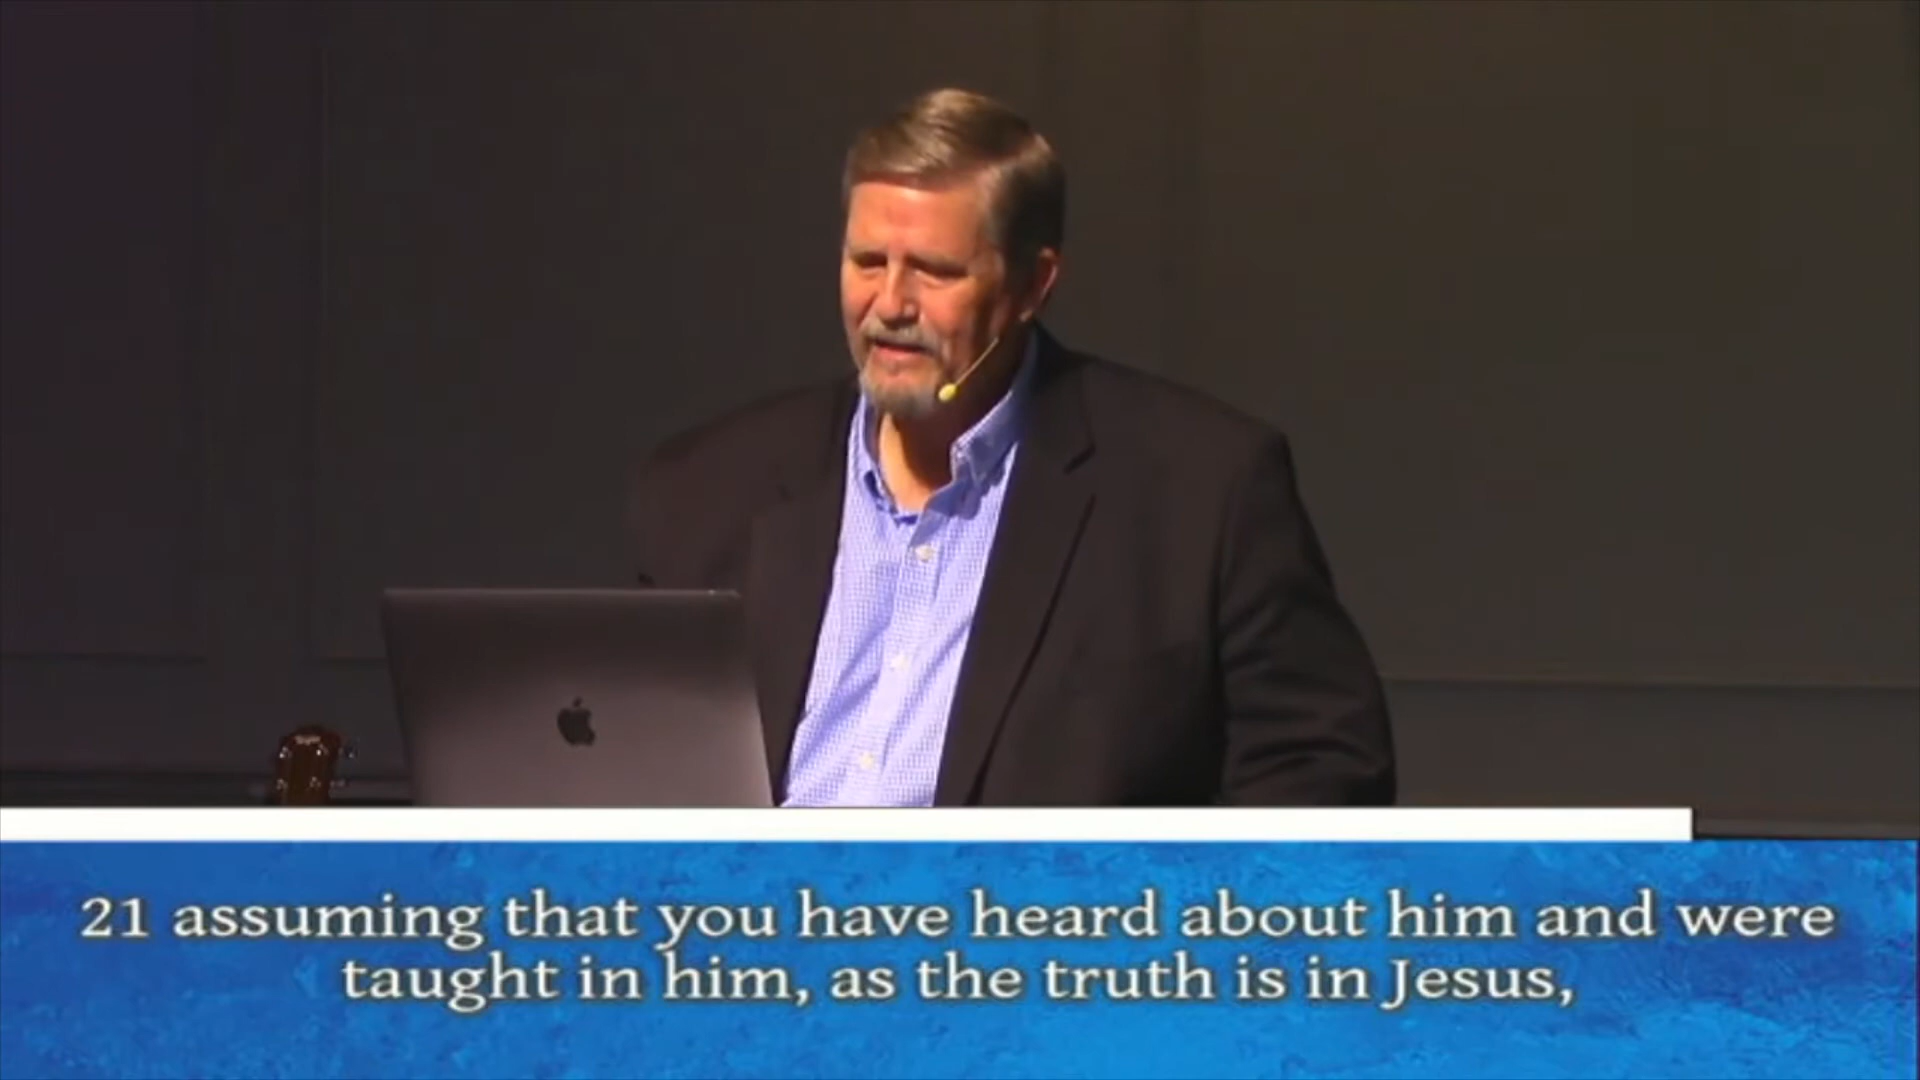 21 assuming that you have heard about him and were
taught in him, as the truth is in Jesus,